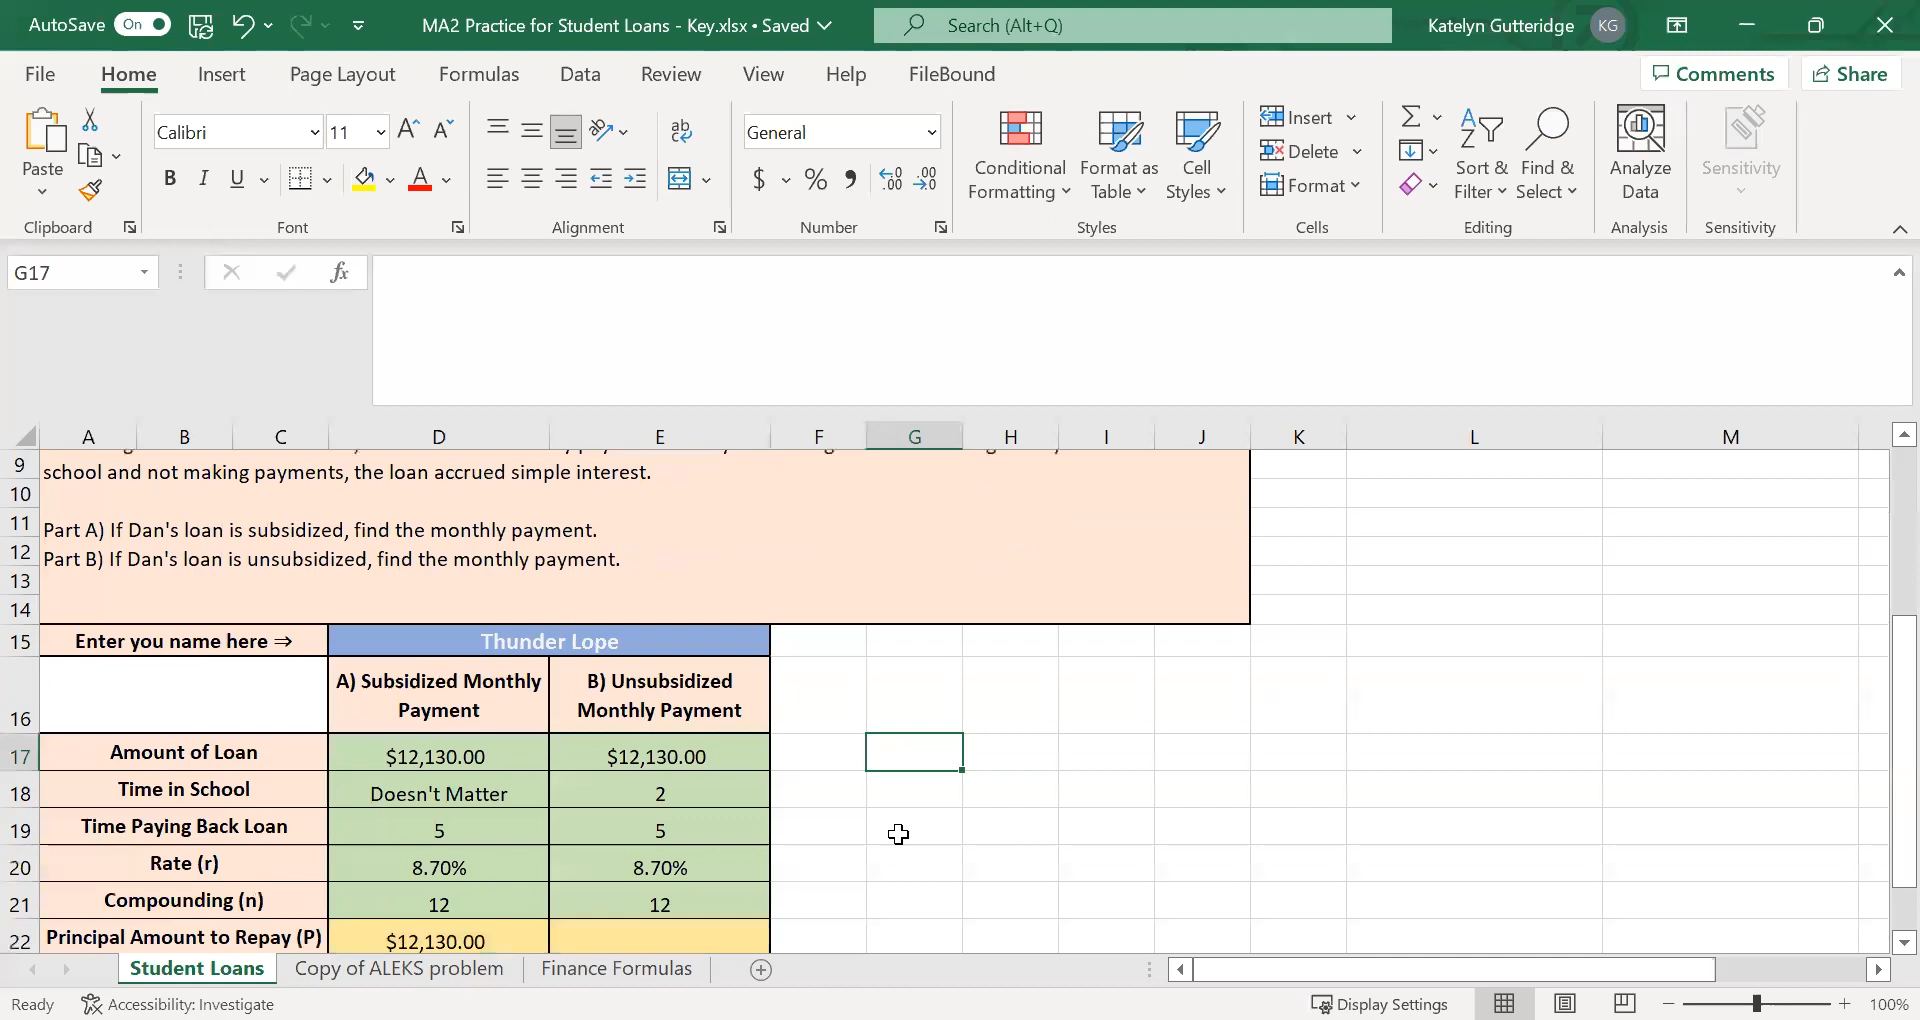 AutoSave On MA2 Practice for Student Loans - Key.xlsx • Saved Search (Alt+Q) Katelyn Gutteridge KG
File Home Insert Page Layout Formulas Data Review View Help FileBound Comments Share
Paste Calibri 11 ab General Conditional Formatting Format as Table Cell Styles Insert Delete Format Sort & Filter Find & Select Analyze Data Sensitivity
Clipboard Font Alignment Number Styles Cells Editing Analysis Sensitivity
G17 fx
A B C D E F G H I J K L M
9 school and not making payments, the loan accrued simple interest.
10
11 Part A) If Dan's loan is subsidized, find the monthly payment.
12 Part B) If Dan's loan is unsubsidized, find the monthly payment.
13
14
15 Enter you name here ⇒ Thunder Lope
16 A) Subsidized Monthly Payment B) Unsubsidized Monthly Payment
17 Amount of Loan $12,130.00 $12,130.00
18 Time in School Doesn't Matter 2
19 Time Paying Back Loan 5 5
20 Rate (r) 8.70% 8.70%
21 Compounding (n) 12 12
22 Principal Amount to Repay (P) $12,130.00
Student Loans Copy of ALEKS problem Finance Formulas
Ready Accessibility: Investigate Display Settings 100%